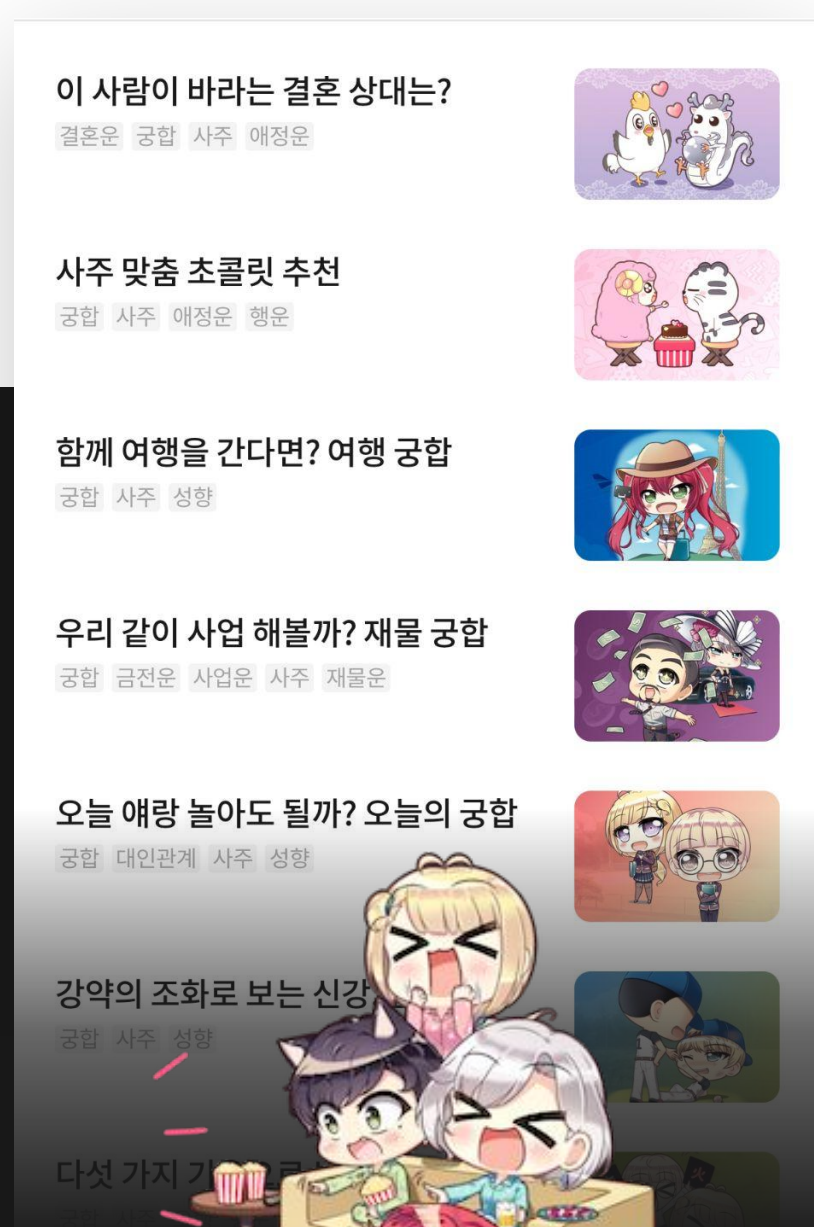 이 사람이 바라는 결혼 상대는?
결혼운 궁합 사주 애정운
사주 맞춤 초콜릿 추천
궁합 사주 애정운 행운
함께 여행을 간다면? 여행 궁합
궁합 사주 성향
우리 같이 사업 해볼까? 재물 궁합
궁합 금전운 사업운 사주 재물운
오늘 얘랑 놀아도 될까? 오늘의 궁합
궁합 대인관계 사주 성향
강약의 조화로 보는 신강
궁합 사주 성향
다섯 가지